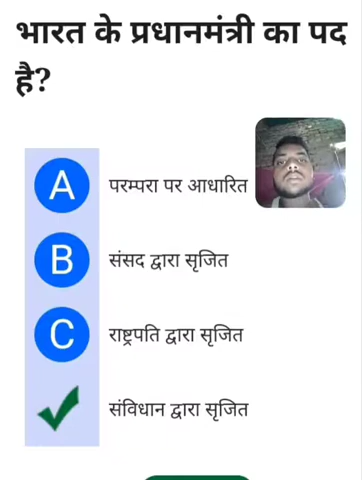 भारत के प्रधानमंत्री का पद
है?
A परम्परा पर आधारित
B संसद द्वारा सृजित
C राष्ट्रपति द्वारा सृजित
संविधान द्वारा सृजित